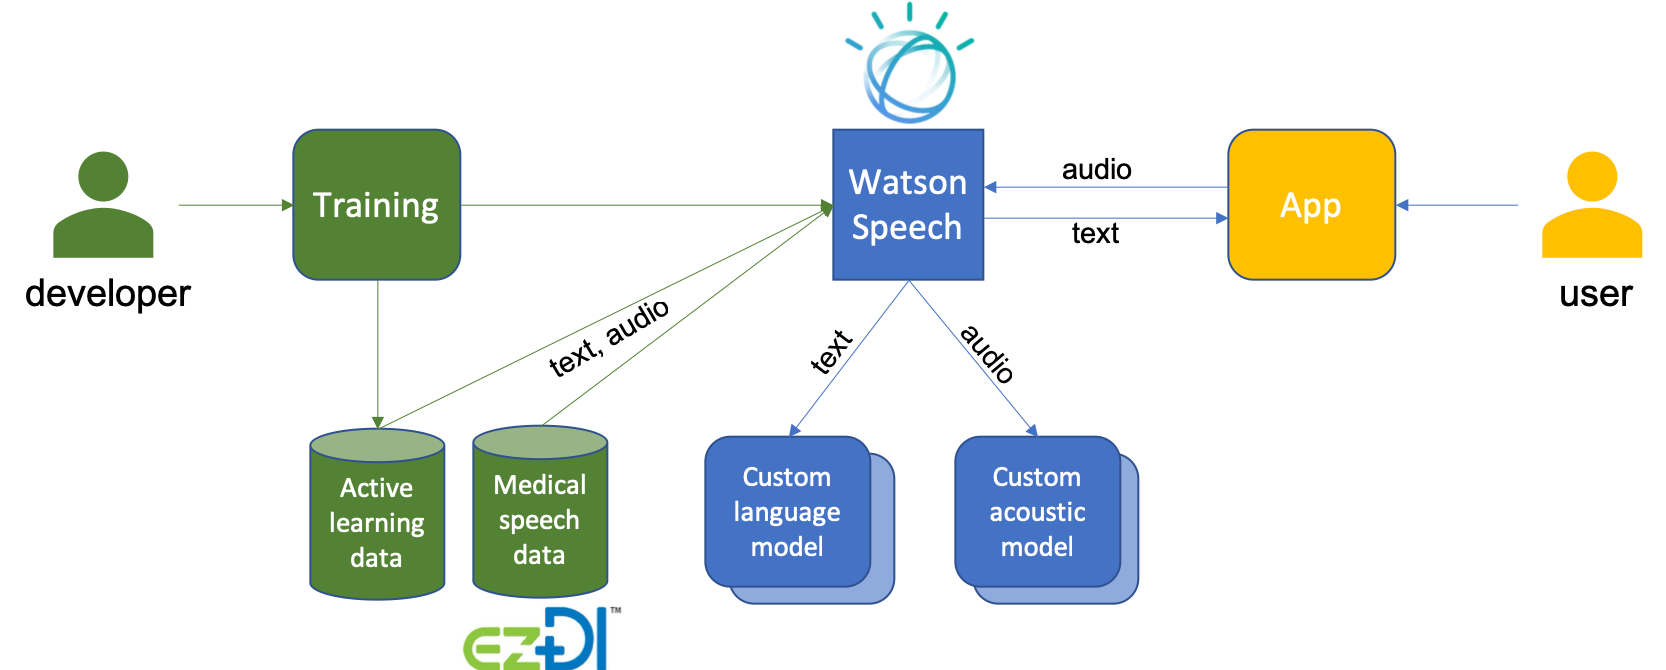 developer
Training
Watson
Speech
audio
text
App
user
text, audio
text
audio
Active
learning
data
Medical
speech
data
Custom
language
model
Custom
acoustic
model
ezDI™